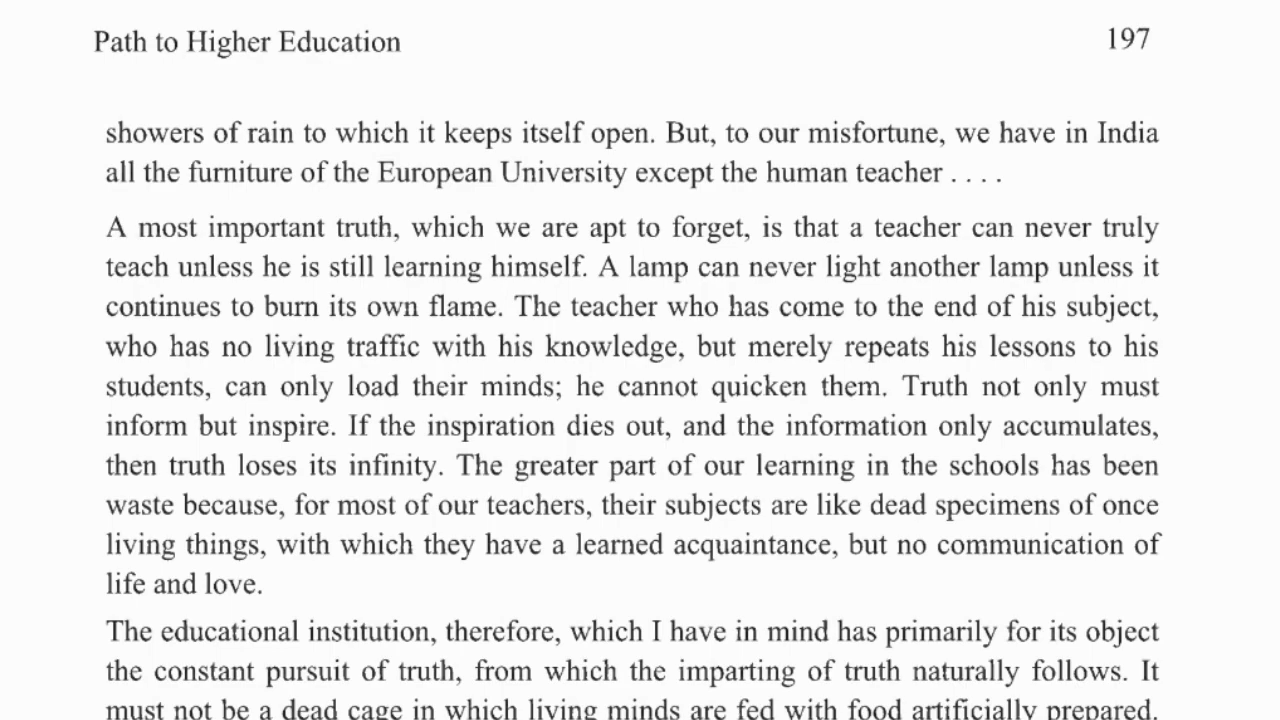 Path to Higher Education 197
showers of rain to which it keeps itself open. But, to our misfortune, we have in India
all the furniture of the European University except the human teacher . . . .
A most important truth, which we are apt to forget, is that a teacher can never truly
teach unless he is still learning himself. A lamp can never light another lamp unless it
continues to burn its own flame. The teacher who has come to the end of his subject,
who has no living traffic with his knowledge, but merely repeats his lessons to his
students, can only load their minds; he cannot quicken them. Truth not only must
inform but inspire. If the inspiration dies out, and the information only accumulates,
then truth loses its infinity. The greater part of our learning in the schools has been
waste because, for most of our teachers, their subjects are like dead specimens of once
living things, with which they have a learned acquaintance, but no communication of
life and love.
The educational institution, therefore, which I have in mind has primarily for its object
the constant pursuit of truth, from which the imparting of truth naturally follows. It
must not be a dead cage in which living minds are fed with food artificially prepared.